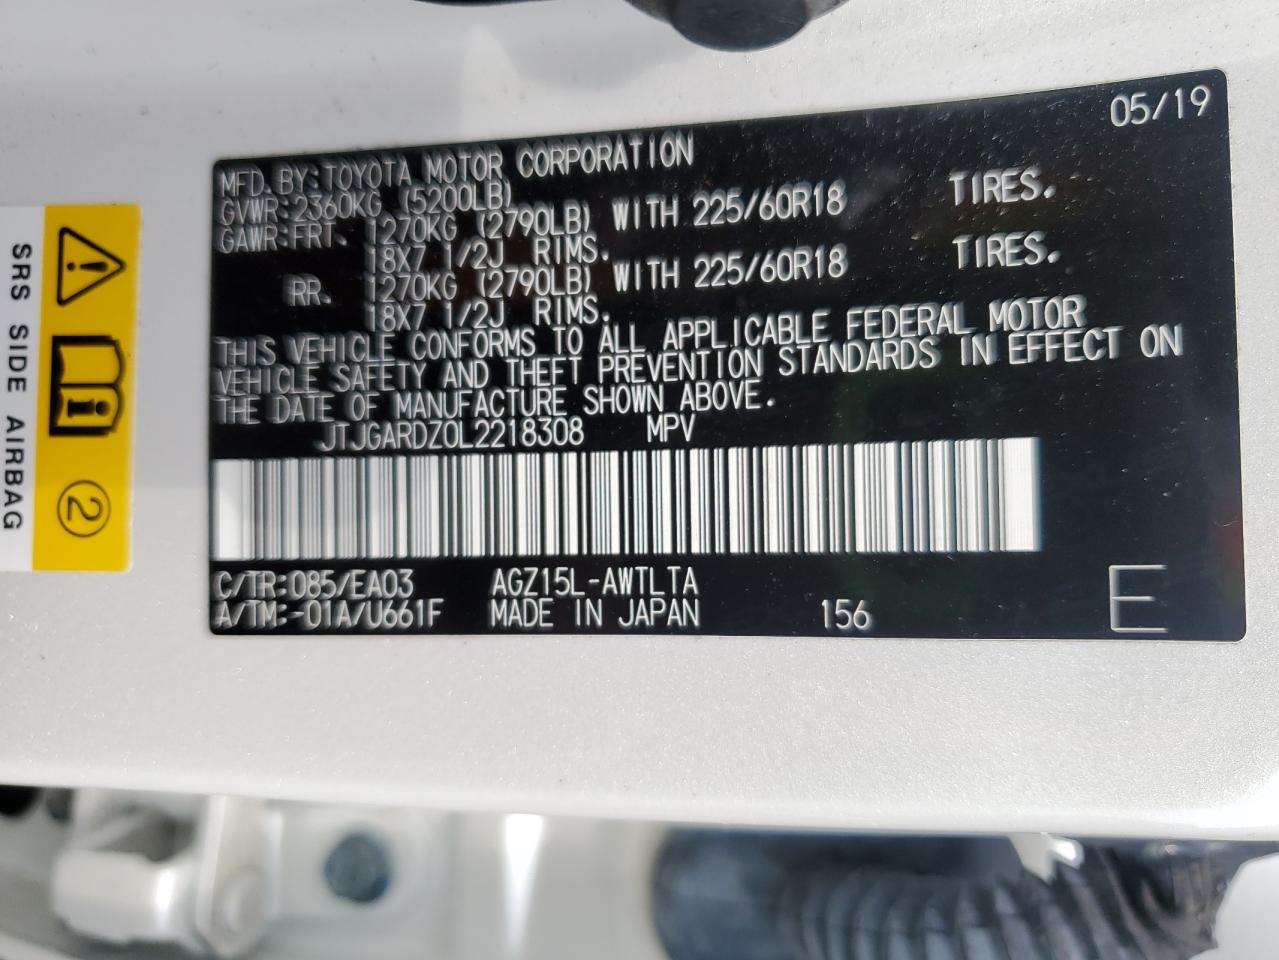 05/19
MFD. BY: TOYOTA MOTOR CORPORATION
GVWR: 2360KG (5200LB)
GAWR: FRT. 1270KG (2790LB) WITH 225/60R18 TIRES.
18X7 1/2J RIMS.
RR. 1270KG (2790LB) WITH 225/60R18 TIRES.
18X7 1/2J RIMS.
THIS VEHICLE CONFORMS TO ALL APPLICABLE FEDERAL MOTOR
VEHICLE SAFETY AND THEFT PREVENTION STANDARDS IN EFFECT ON
THE DATE OF MANUFACTURE SHOWN ABOVE.
JTJGARDZ0L2218308 MPV
C/TR: 085/EA03 AGZ15L-AWTLTA
A/TM: -01A/U661F MADE IN JAPAN 156 E
SRS SIDE AIRBAG
2